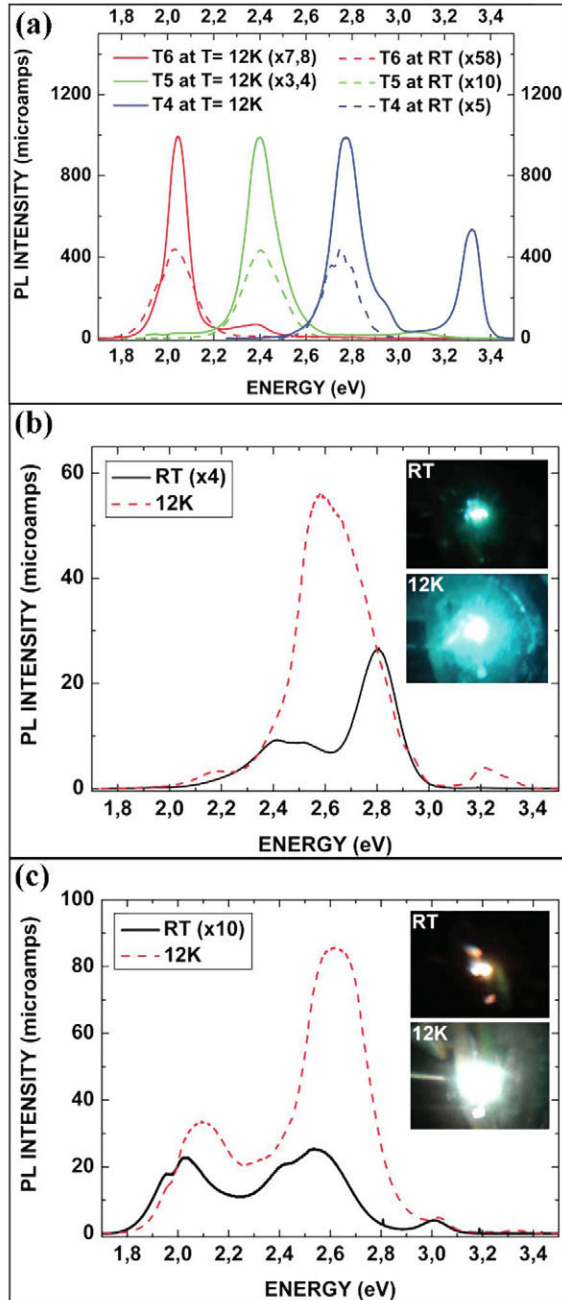 (a)
1,8 2,0 2,2 2,4 2,6 2,8 3,0 3,2 3,4
T6 at T= 12K (x7,8)
T5 at T= 12K (x3,4)
T4 at T= 12K
T6 at RT (x58)
T5 at RT (x10)
T4 at RT (x5)
PL INTENSITY (microamps)
1200 1200
800 800
400 400
0 0
1,8 2,0 2,2 2,4 2,6 2,8 3,0 3,2 3,4
ENERGY (eV)
(b)
RT (x4)
12K
RT
12K
PL INTENSITY (microamps)
60
40
20
0
1,8 2,0 2,2 2,4 2,6 2,8 3,0 3,2 3,4
ENERGY (eV)
(c)
RT (x10)
12K
RT
12K
PL INTENSITY (microamps)
100
80
60
40
20
0
1,8 2,0 2,2 2,4 2,6 2,8 3,0 3,2 3,4
ENERGY (eV)